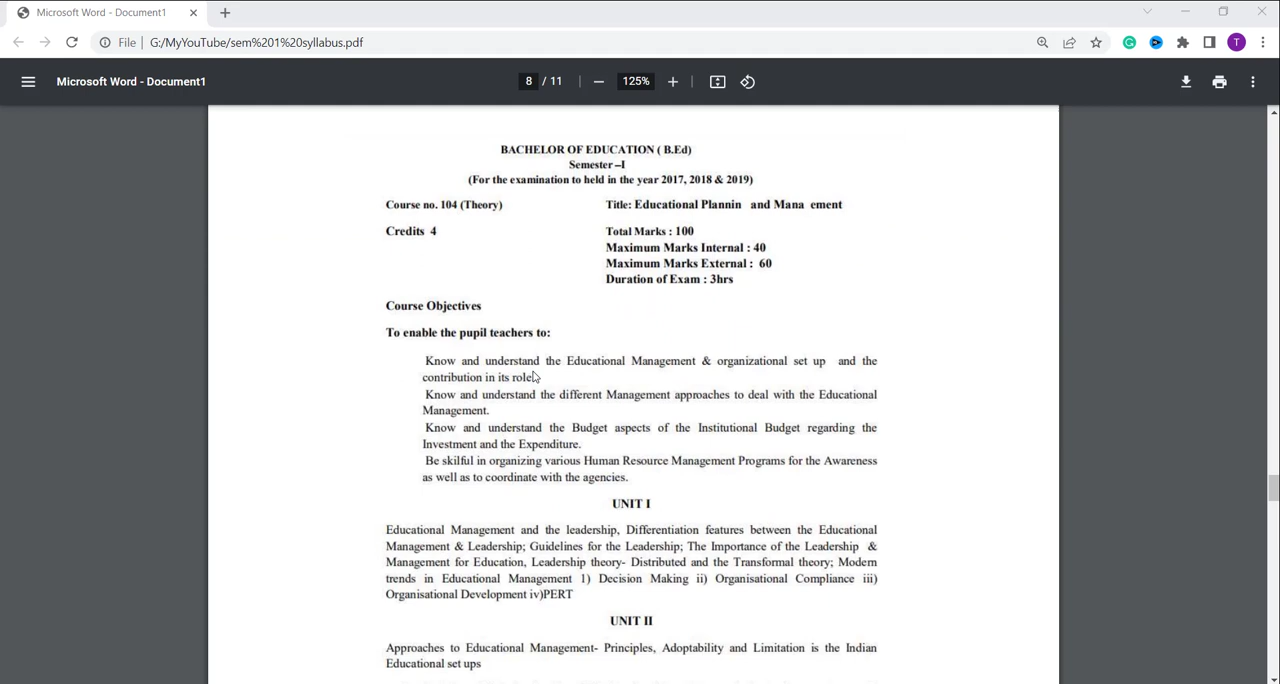 Microsoft Word - Document1
File G:/MyYouTube/sem%201%20syllabus.pdf
T
Microsoft Word - Document1
8 / 11
125%
BACHELOR OF EDUCATION ( B.Ed)
Semester –I
(For the examination to held in the year 2017, 2018 & 2019)
Course no. 104 (Theory) Title: Educational Plannin and Mana ement
Credits 4 Total Marks : 100
Maximum Marks Internal : 40
Maximum Marks External : 60
Duration of Exam : 3hrs
Course Objectives
To enable the pupil teachers to:
Know and understand the Educational Management & organizational set up and the
contribution in its role
Know and understand the different Management approaches to deal with the Educational
Management.
Know and understand the Budget aspects of the Institutional Budget regarding the
Investment and the Expenditure.
Be skilful in organizing various Human Resource Management Programs for the Awareness
as well as to coordinate with the agencies.
UNIT I
Educational Management and the leadership, Differentiation features between the Educational
Management & Leadership; Guidelines for the Leadership; The Importance of the Leadership &
Management for Education, Leadership theory- Distributed and the Transformal theory; Modern
trends in Educational Management 1) Decision Making ii) Organisational Compliance iii)
Organisational Development iv)PERT
UNIT II
Approaches to Educational Management- Principles, Adoptability and Limitation is the Indian
Educational set ups